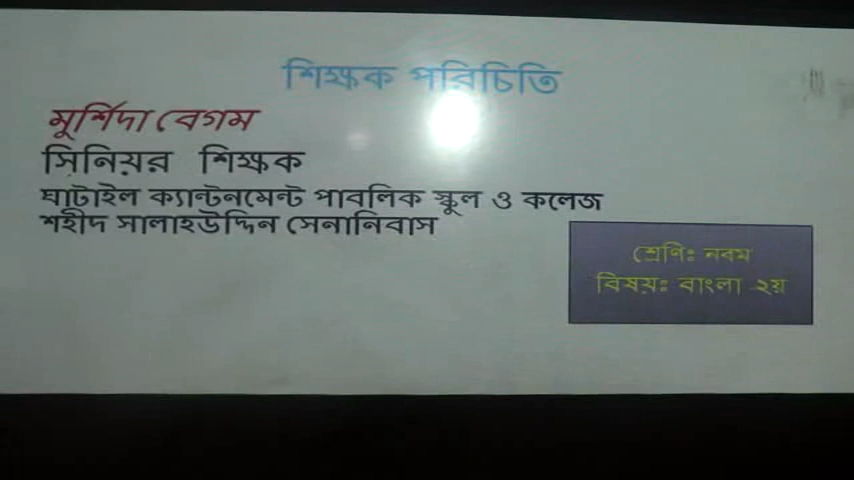 শিক্ষক পরিচিতি
মুর্শিদা বেগম
সিনিয়র শিক্ষক
ঘাটাইল ক্যান্টনমেন্ট পাবলিক স্কুল ও কলেজ
শহীদ সালাহউদ্দিন সেনানিবাস
শ্রেণিঃ নবম
বিষয়ঃ বাংলা ২য়